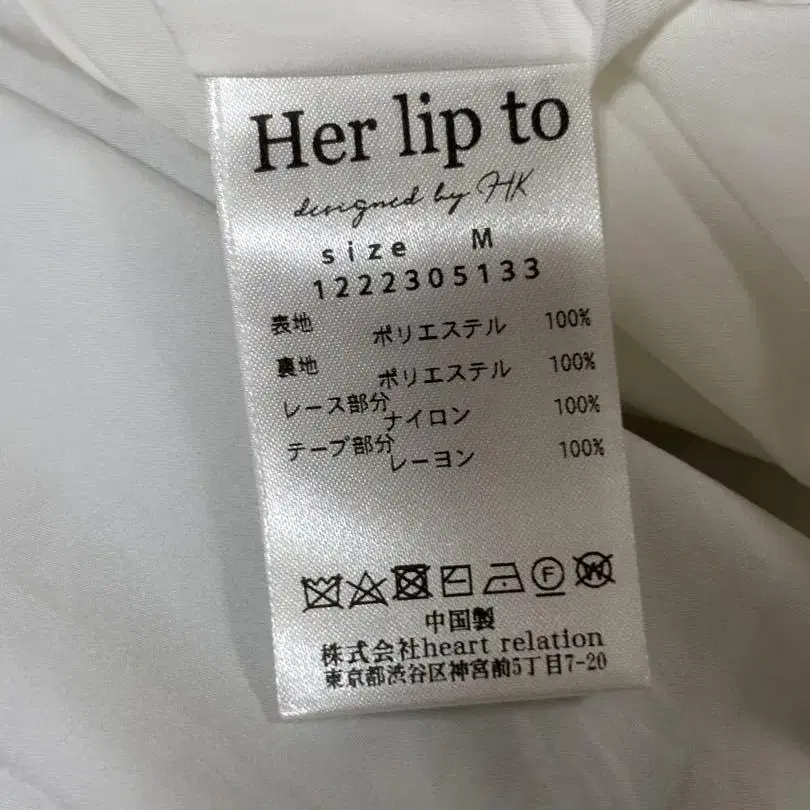 Her lip to
designed by HK
size M
1222305133
表地 ポリエステル 100%
裏地 ポリエステル 100%
レース部分 ナイロン 100%
テープ部分 レーヨン 100%
F W
中国製
株式会社heart relation
東京都渋谷区神宮前5丁目7-20